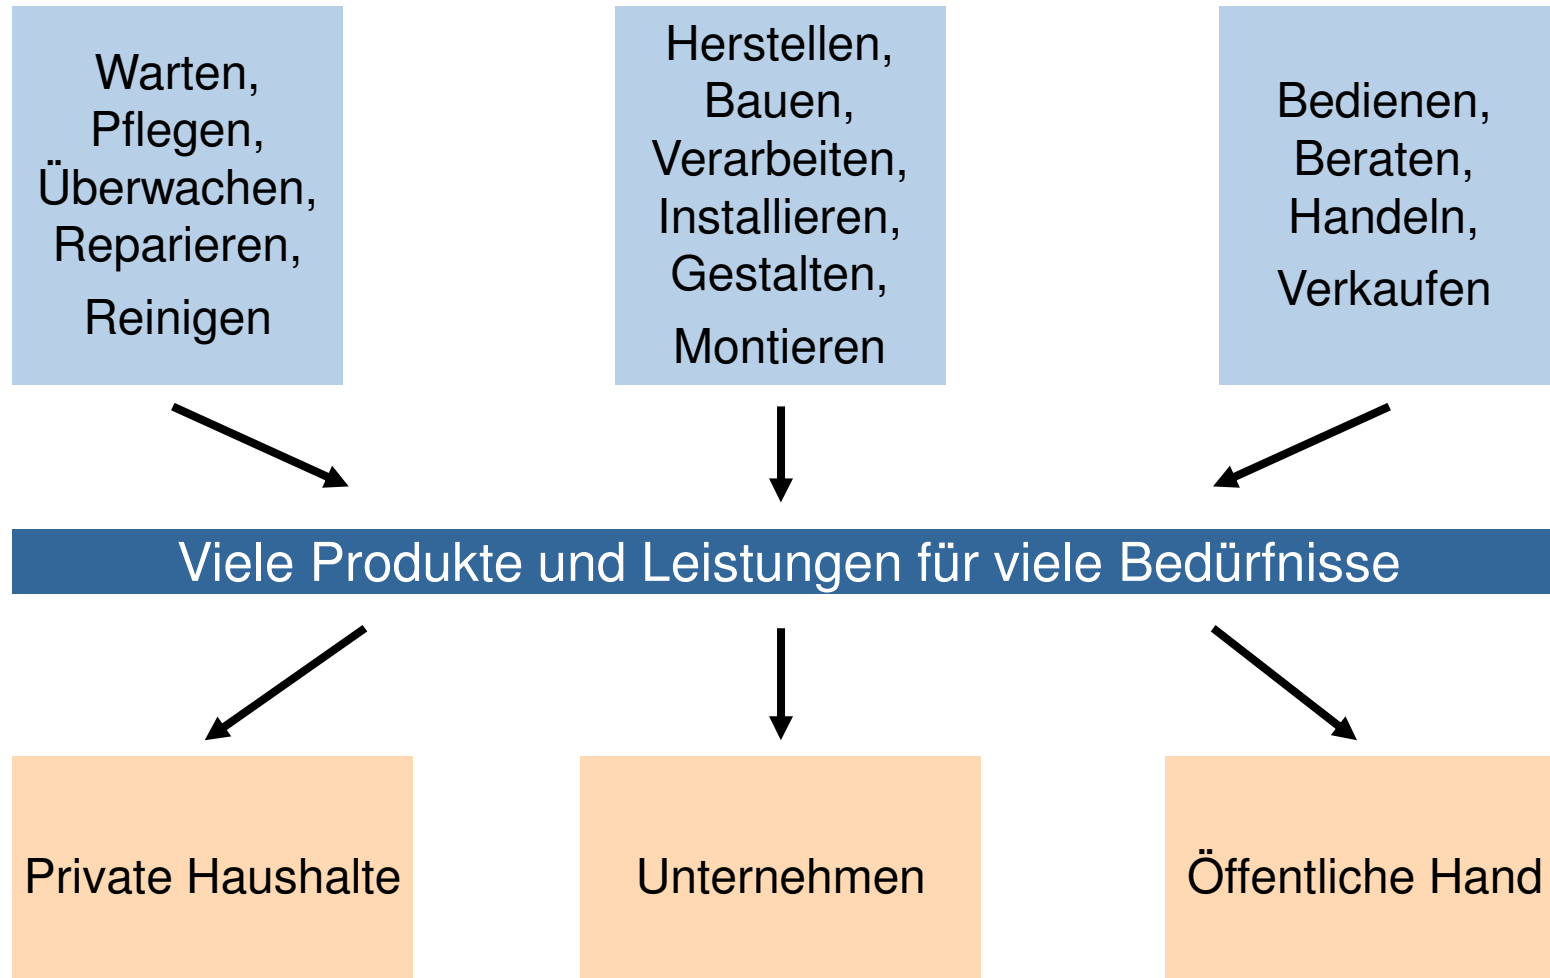 Warten,
Pflegen,
Überwachen,
Reparieren,
Reinigen
Herstellen,
Bauen,
Verarbeiten,
Installieren,
Gestalten,
Montieren
Bedienen,
Beraten,
Handeln,
Verkaufen
Viele Produkte und Leistungen für viele Bedürfnisse
Private Haushalte
Unternehmen
Öffentliche Hand